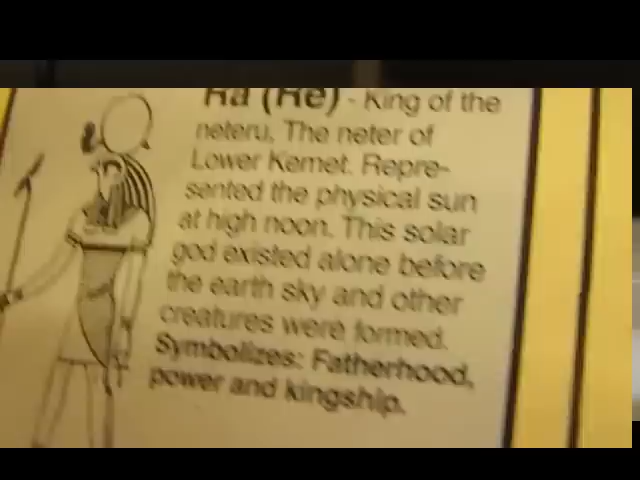 Ra (Re) - King of the
neteru. The neter of
Lower Kemet. Repre-
sented the physical sun
at high noon. This solar
god existed alone before
the earth sky and other
creatures were formed.
Symbolizes: Fatherhood,
power and kingship.